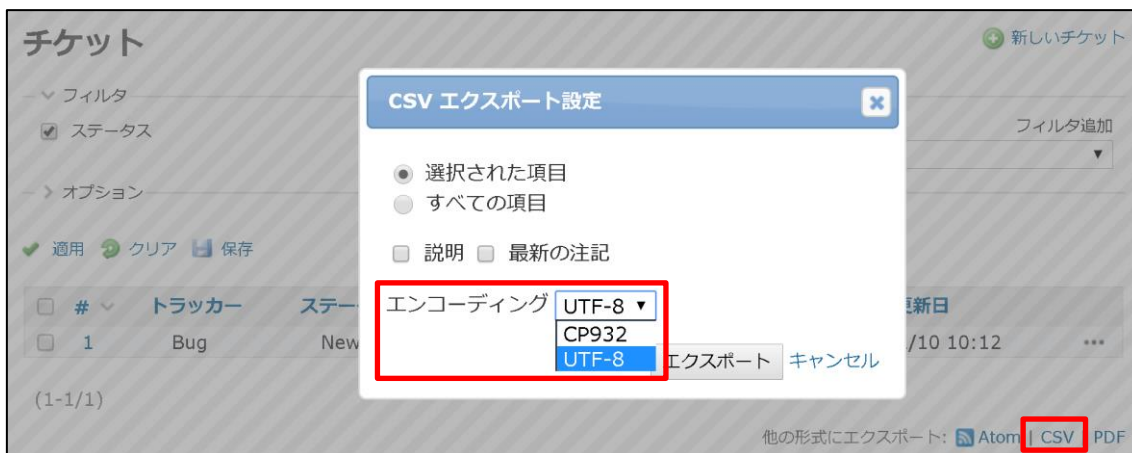 チケット
新しいチケット
フィルタ
ステータス
フィルタ追加
オプション
適用 クリア 保存
# トラッカー ステー 更新日
1 Bug New /10 10:12
(1-1/1)
他の形式にエクスポート: Atom | CSV | PDF
CSV エクスポート設定
選択された項目
すべての項目
説明 最新の注記
エンコーディング UTF-8
CP932
UTF-8
エクスポート キャンセル